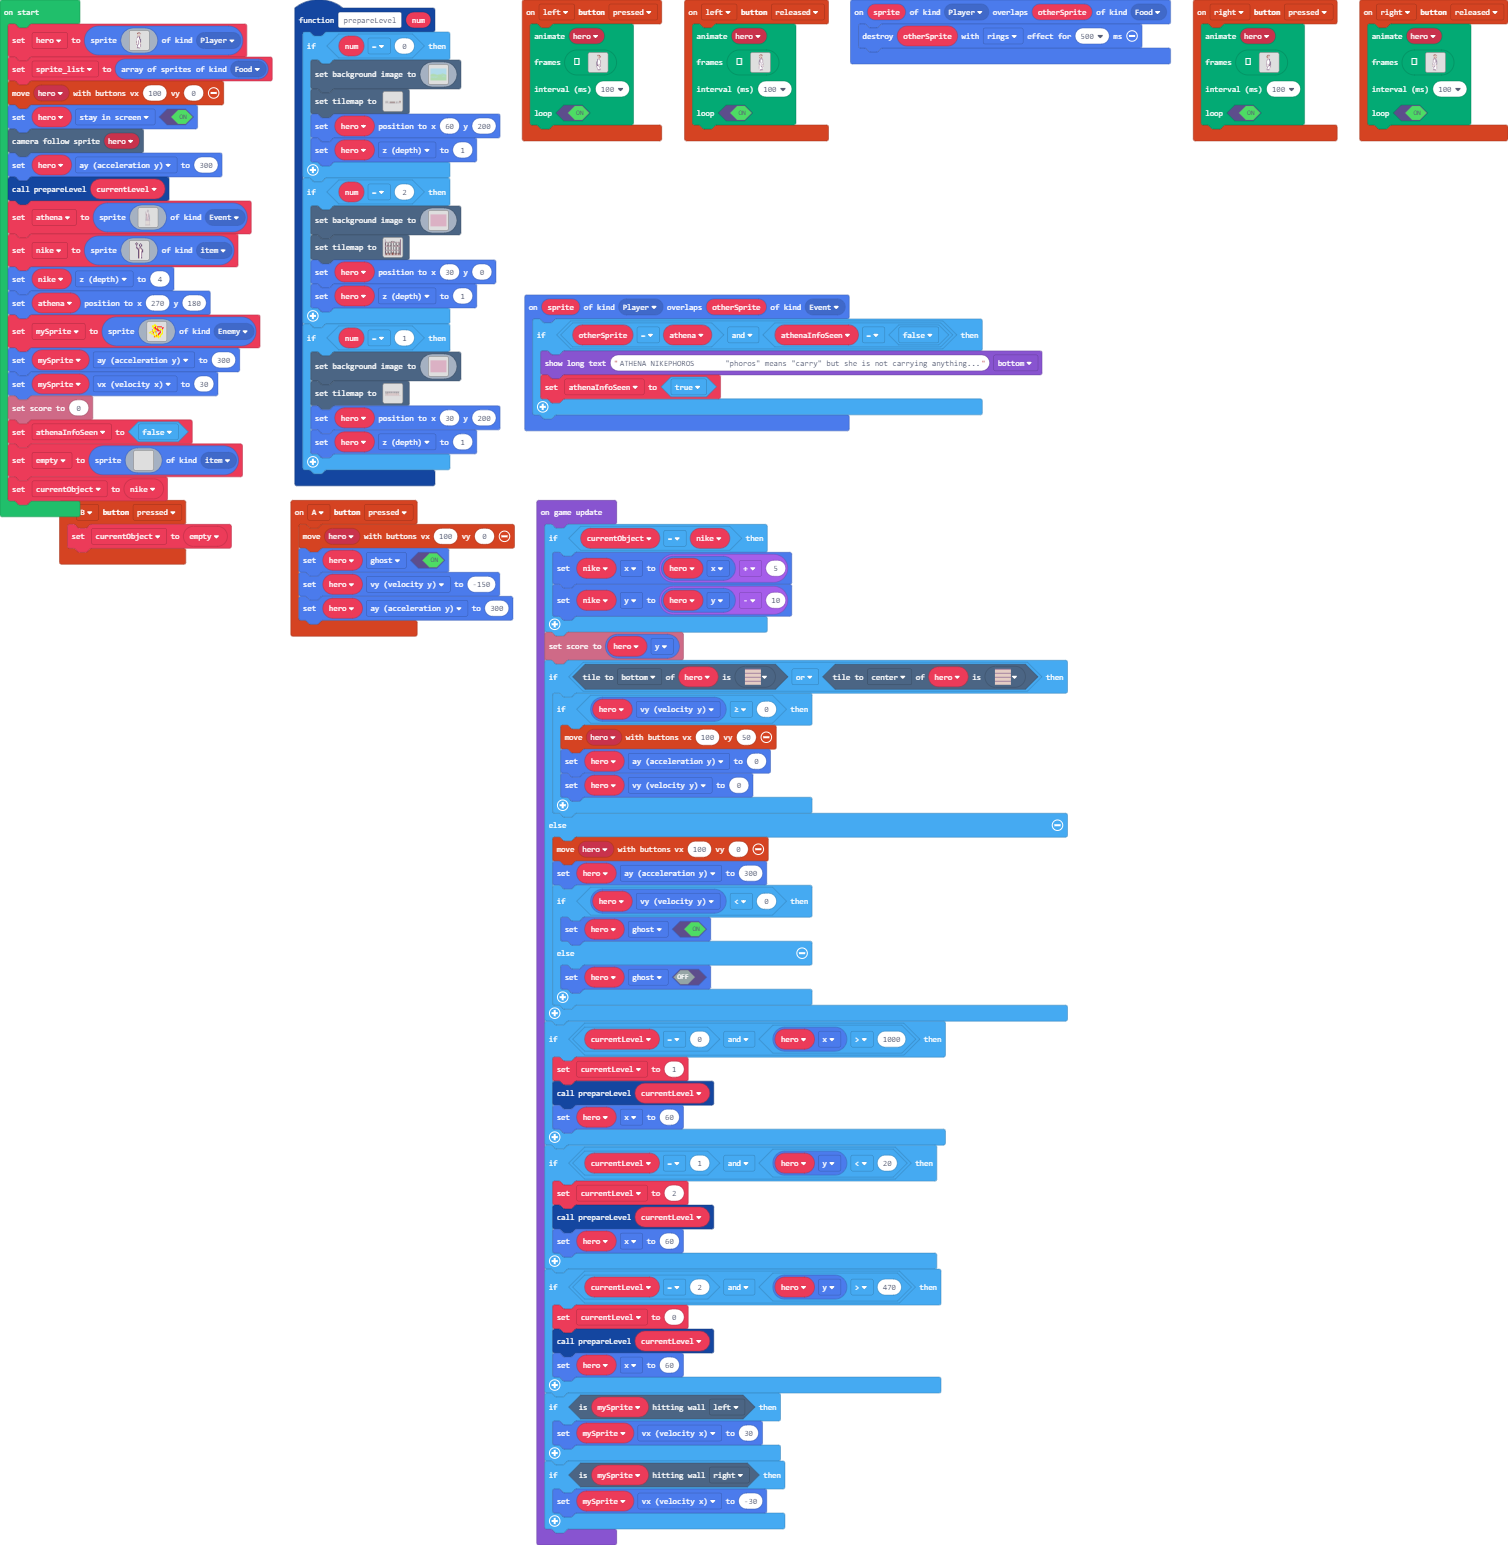 on start
set hero to sprite of kind Player
set sprite_list to array of sprites of kind Food
move hero with buttons vx 100 vy 0
set hero stay in screen ON
camera follow sprite hero
set hero ay (acceleration y) to 300
call prepareLevel currentLevel
set athena to sprite of kind Event
set nike to sprite of kind item
set nike z (depth) to 4
set athena position to x 270 y 180
set mySprite to sprite of kind Enemy
set mySprite ay (acceleration y) to 300
set mySprite vx (velocity x) to 30
set score to 0
set athenaInfoSeen to false
set empty to sprite of kind item
set currentObject to nike
B button pressed
set currentObject to empty
function prepareLevel num
if num = 0 then
set background image to
set tilemap to
set hero position to x 60 y 200
set hero z (depth) to 1
if num = 2 then
set background image to
set tilemap to
set hero position to x 30 y 0
set hero z (depth) to 1
if num = 1 then
set background image to
set tilemap to
set hero position to x 30 y 200
set hero z (depth) to 1
on A button pressed
move hero with buttons vx 100 vy 0
set hero ghost ON
set hero vy (velocity y) to -150
set hero ay (acceleration y) to 300
on left button pressed
animate hero
frames
interval (ms) 100
loop ON
on left button released
animate hero
frames
interval (ms) 100
loop ON
on sprite of kind Player overlaps otherSprite of kind Food
destroy otherSprite with rings effect for 500 ms
on right button pressed
animate hero
frames
interval (ms) 100
loop ON
on right button released
animate hero
frames
interval (ms) 100
loop ON
on sprite of kind Player overlaps otherSprite of kind Event
if otherSprite = athena and athenaInfoSeen = false then
show long text "ATHENA NIKEPHOROS "phoros" means "carry" but she is not carrying anything..." bottom
set athenaInfoSeen to true
on game update
if currentObject = nike then
set nike x to hero x + 5
set nike y to hero y - 10
set score to hero y
if tile to bottom of hero is or tile to center of hero is then
if hero vy (velocity y) ≥ 0 then
move hero with buttons vx 100 vy 50
set hero ay (acceleration y) to 0
set hero vy (velocity y) to 0
else
move hero with buttons vx 100 vy 0
set hero ay (acceleration y) to 300
if hero vy (velocity y) < 0 then
set hero ghost ON
else
set hero ghost OFF
if currentLevel = 0 and hero x > 1000 then
set currentLevel to 1
call prepareLevel currentLevel
set hero x to 60
if currentLevel = 1 and hero y < 20 then
set currentLevel to 2
call prepareLevel currentLevel
set hero x to 60
if currentLevel = 2 and hero y > 470 then
set currentLevel to 0
call prepareLevel currentLevel
set hero x to 60
if is mySprite hitting wall left then
set mySprite vx (velocity x) to 30
if is mySprite hitting wall right then
set mySprite vx (velocity x) to -30